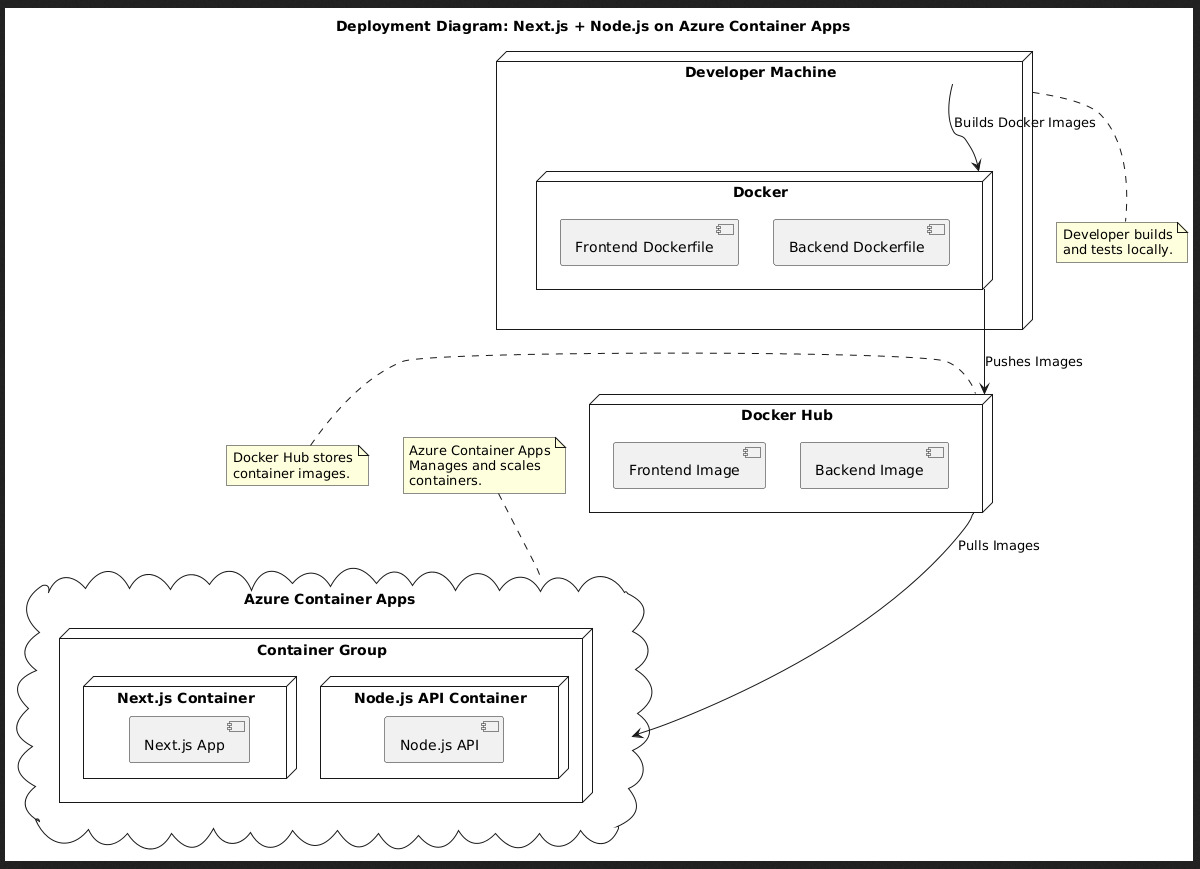 Deployment Diagram: Next.js + Node.js on Azure Container Apps
Developer Machine
Builds Docker Images
Docker
Frontend Dockerfile
Backend Dockerfile
Developer builds
and tests locally.
Pushes Images
Docker Hub
Frontend Image
Backend Image
Docker Hub stores
container images.
Azure Container Apps
Manages and scales
containers.
Pulls Images
Azure Container Apps
Container Group
Next.js Container
Next.js App
Node.js API Container
Node.js API